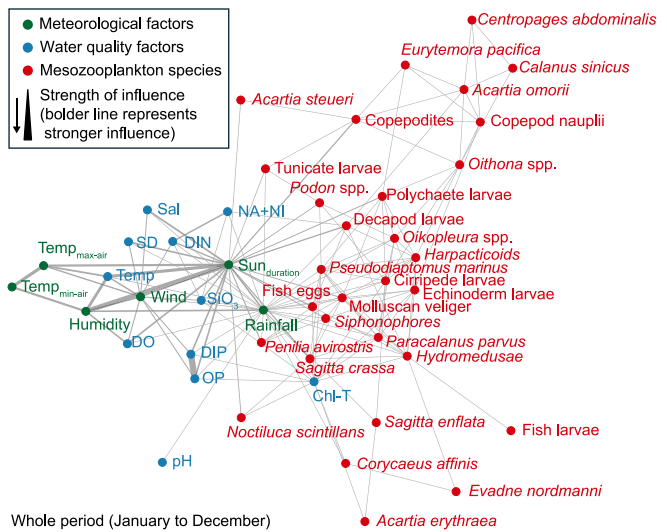 Meteorological factors
Water quality factors
Mesozooplankton species
Strength of influence
(bolder line represents
stronger influence)
Centropages abdominalis
Eurytemora pacifica
Calanus sinicus
Acartia omorii
Acartia steueri
Copepodites
Copepod nauplii
Tunicate larvae
Oithona spp.
Podon spp.
Polychaete larvae
Sal
NA+NI
Decapod larvae
SD
DIN
Oikopleura spp.
Temp max-air
Harpacticoids
Sun duration
Pseudodiaptomus marinus
Temp
Cirripede larvae
Temp min-air
Fish eggs
Echinoderm larvae
Wind
SiO3
Molluscan veliger
Humidity
Rainfall
Siphonophores
DO
Penilia avirostris
Paracalanus parvus
DIP
Sagitta crassa
Hydromedusae
OP
Chl-T
Noctiluca scintillans
Sagitta enflata
Fish larvae
pH
Corycaeus affinis
Evadne nordmanni
Whole period (January to December)
Acartia erythraea